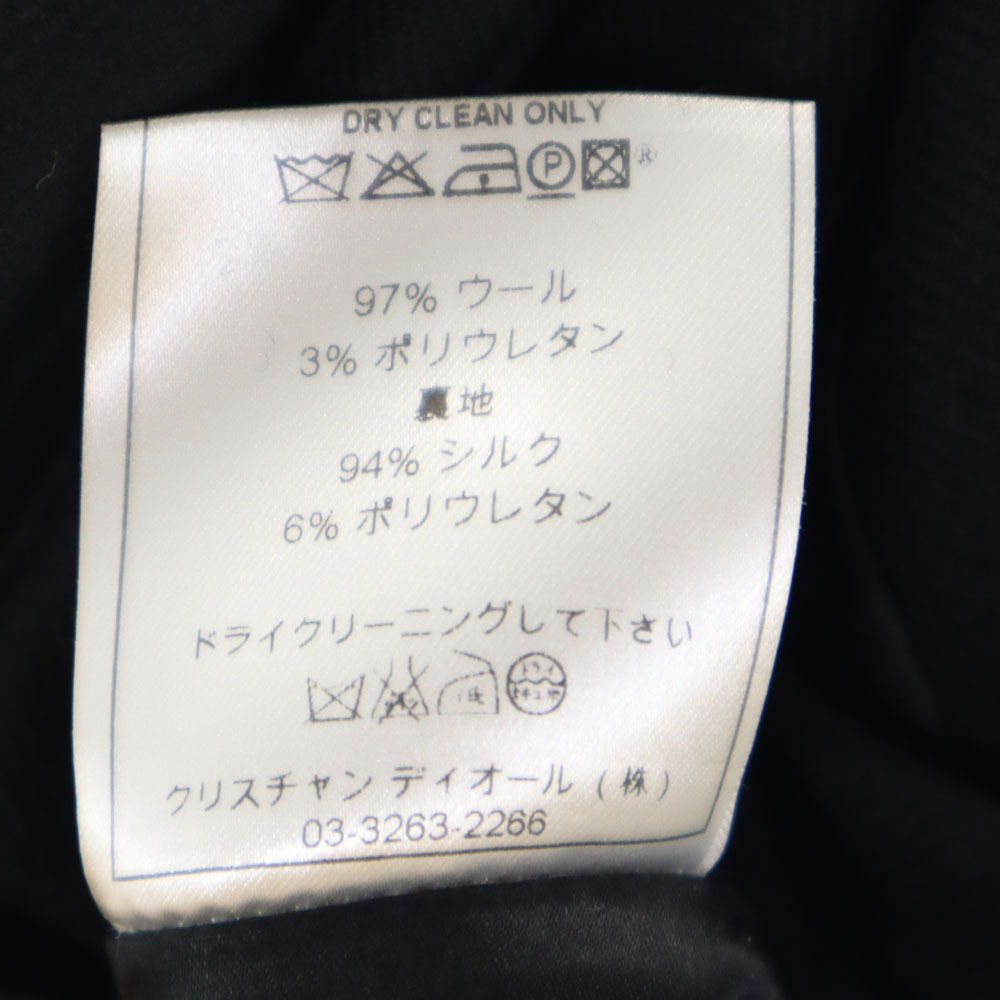 DRY CLEAN ONLY
P ®
97% ウール
3% ポリウレタン
裏地
94% シルク
6% ポリウレタン
ドライクリーニングして下さい
クリスチャン ディオール (株)
03-3263-2266